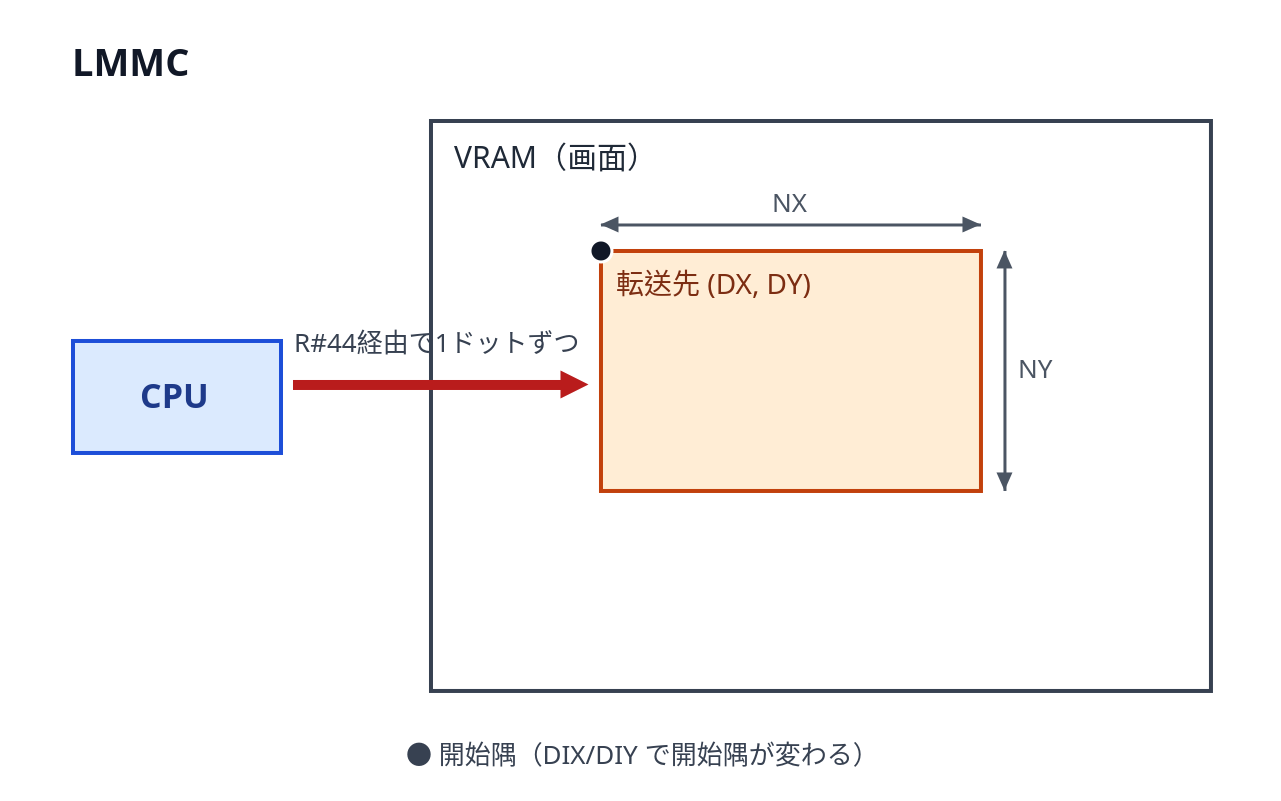 LMMC
VRAM（画面）
NX
転送先 (DX, DY)
R#44経由で1ドットずつ
CPU
NY
● 開始隅（DIX/DIY で開始隅が変わる）